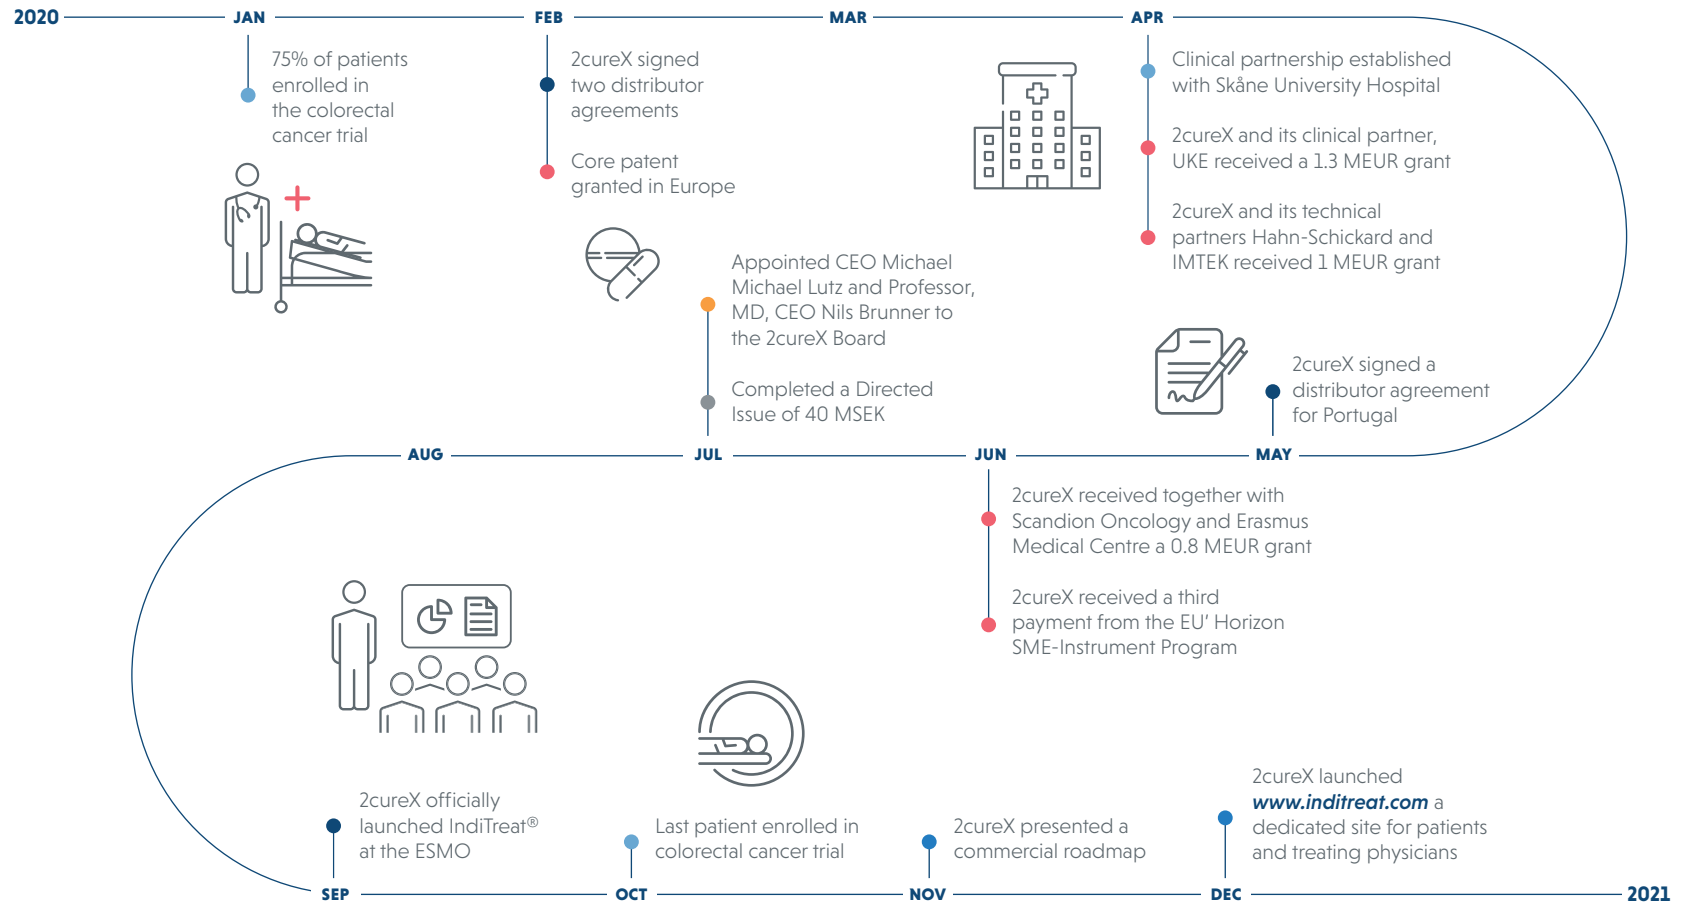 2020
JAN
FEB
MAR
APR
75% of patients
enrolled in
the colorectal
cancer trial
2cureX signed
two distributor
agreements
Core patent
granted in Europe
Clinical partnership established
with Skåne University Hospital
2cureX and its clinical partner,
UKE received a 1.3 MEUR grant
2cureX and its technical
partners Hahn-Schickard and
IMTEK received 1 MEUR grant
2cureX signed a
distributor agreement
for Portugal
MAY
JUN
2cureX received together with
Scandion Oncology and Erasmus
Medical Centre a 0.8 MEUR grant
2cureX received a third
payment from the EU’ Horizon
SME-Instrument Program
Appointed CEO Michael
Michael Lutz and Professor,
MD, CEO Nils Brunner to
the 2cureX Board
Completed a Directed
Issue of 40 MSEK
JUL
AUG
2cureX officially
launched IndiTreat®
at the ESMO
SEP
Last patient enrolled in
colorectal cancer trial
OCT
2cureX presented a
commercial roadmap
NOV
2cureX launched
www.inditreat.com a
dedicated site for patients
and treating physicians
DEC
2021